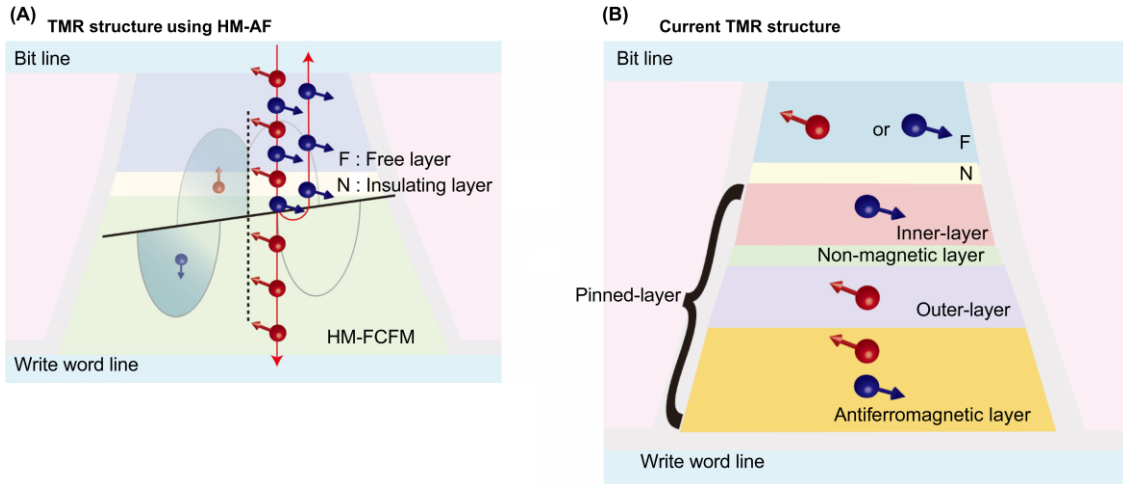 (A)
TMR structure using HM-AF
Bit line
F : Free layer
N : Insulating layer
HM-FCFM
Write word line
(B)
Current TMR structure
Bit line
or
F
N
Inner-layer
Non-magnetic layer
Pinned-layer
Outer-layer
Antiferromagnetic layer
Write word line